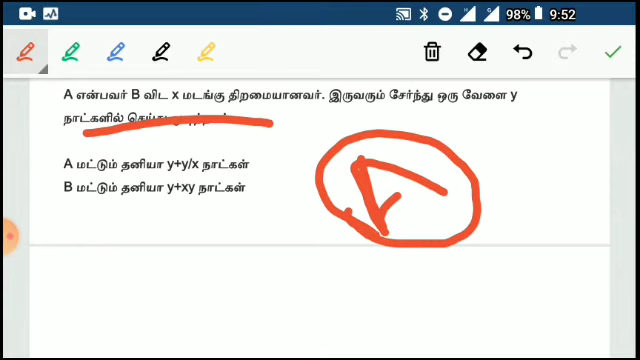 98% 9:52
A என்பவர் B விட x மடங்கு திறமையானவர். இருவரும் சேர்ந்து ஒரு வேளை y
நாட்களில்
A மட்டும் தனியா y+y/x நாட்கள்
B மட்டும் தனியா y+xy நாட்கள்